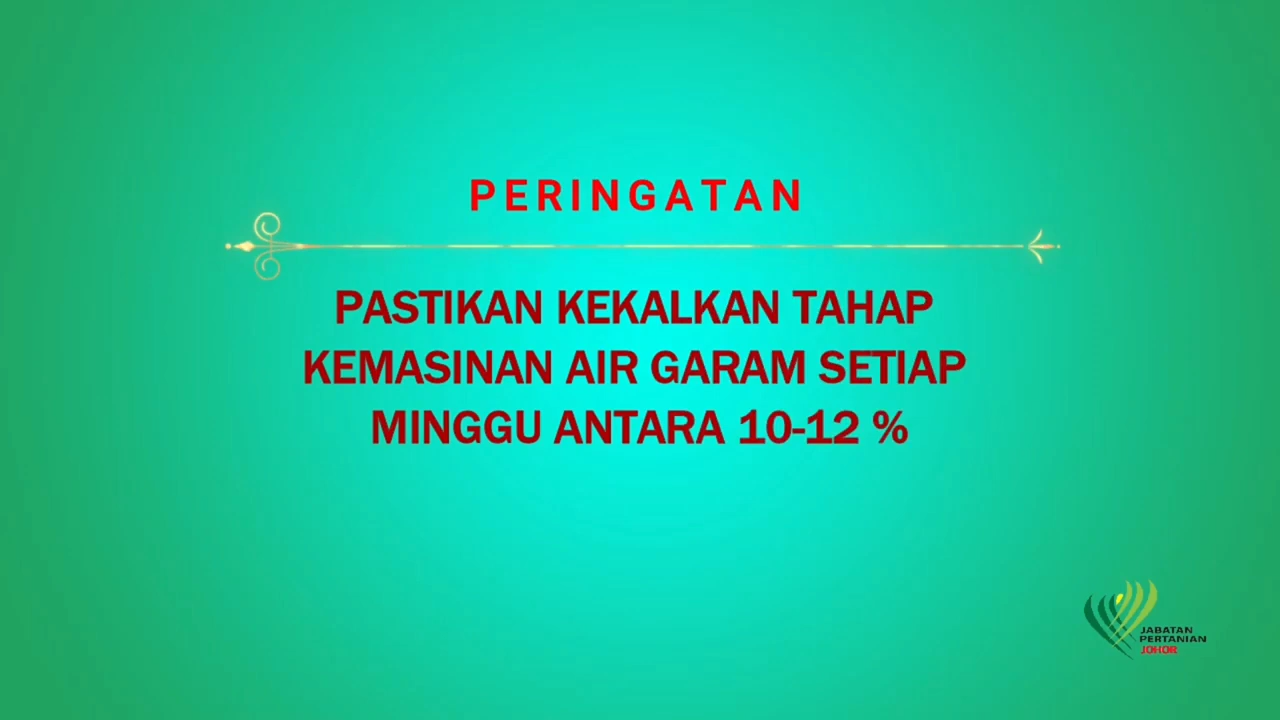 PERINGATAN
PASTIKAN KEKALKAN TAHAP
KEMASINAN AIR GARAM SETIAP
MINGGU ANTARA 10-12 %
JABATAN
PERTANIAN
JOHOR